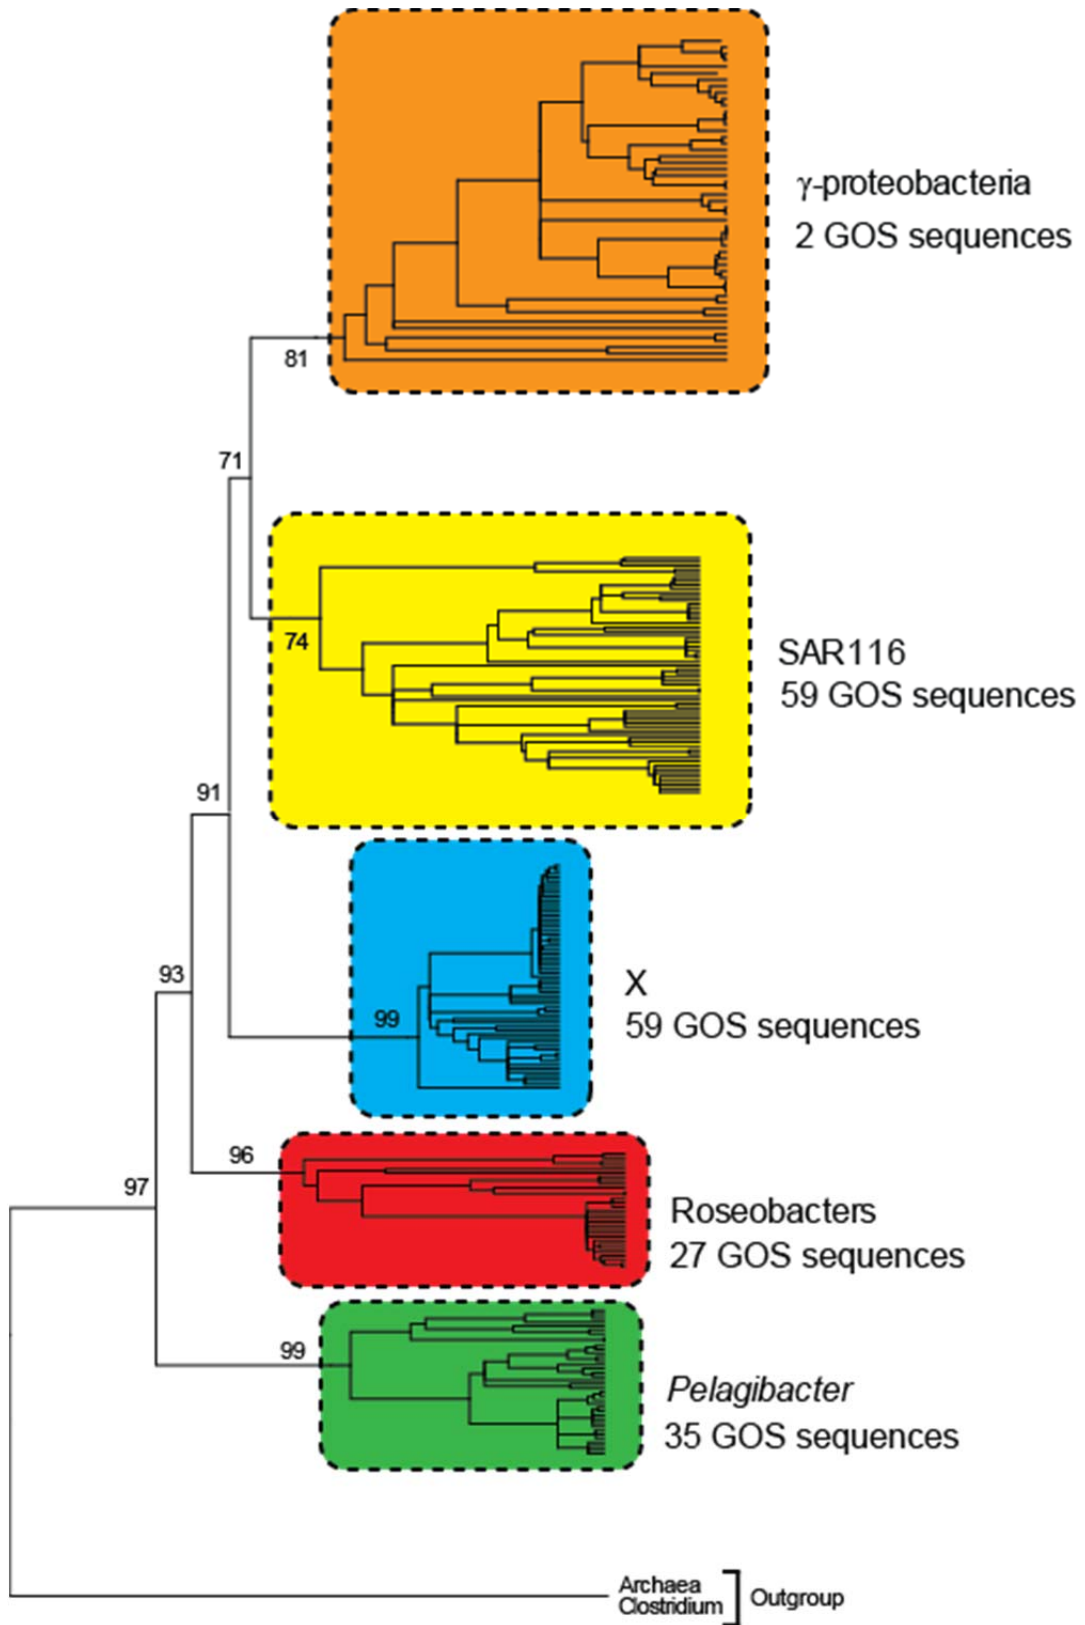 γ-proteobacteria
2 GOS sequences
81
71
74
SAR116
59 GOS sequences
91
93
99
X
59 GOS sequences
96
97
Roseobacters
27 GOS sequences
99
Pelagibacter
35 GOS sequences
Archaea
Clostridium
Outgroup